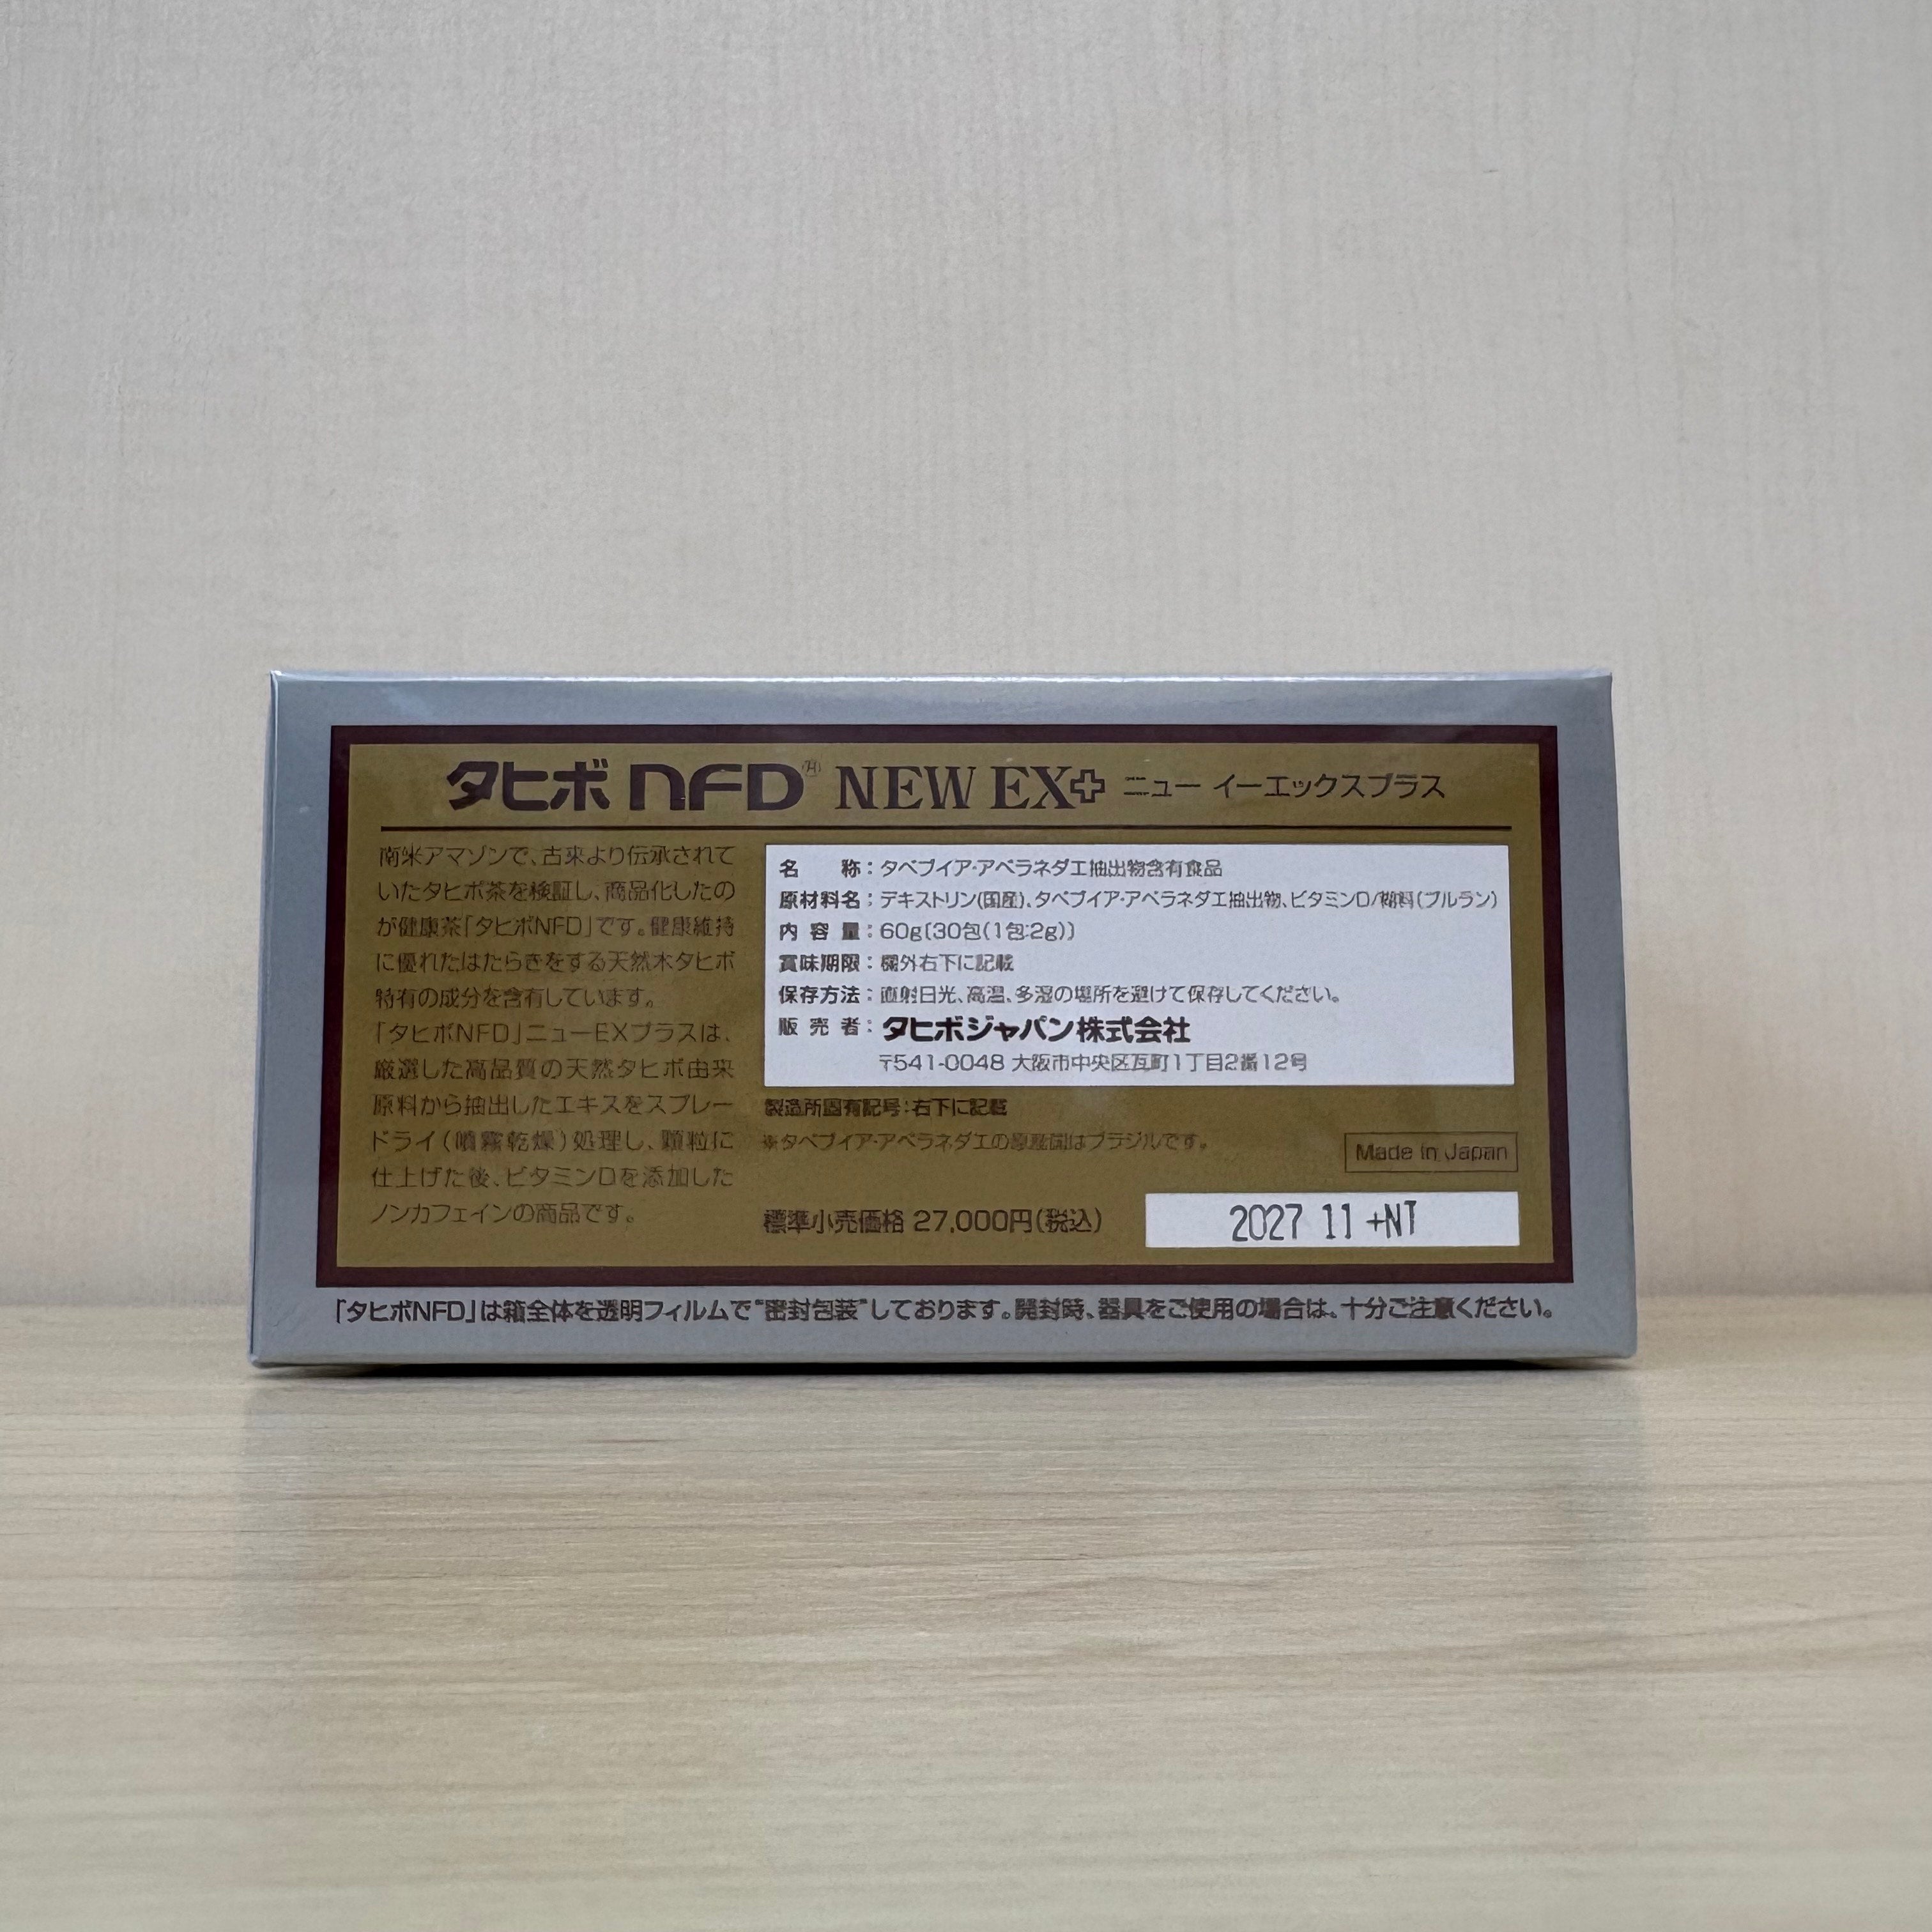 タヒボNFD® NEW EX+ ニュー イーエックスプラス
南米アマゾンで、古来より伝承されて
いたタヒボ茶を検証し、商品化したの
が健康茶「タヒボNFD」です。健康維持
に優れたはたらきをする天然木タヒボ
特有の成分を含有しています。
「タヒボNFD」ニューEXプラスは、
厳選した高品質の天然タヒボ由来
原料から抽出したエキスをスプレー
ドライ(噴霧乾燥)処理し、顆粒に
仕上げた後、ビタミンDを添加した
ノンカフェインの商品です。
名称:タベブイア・アベラネダエ抽出物含有食品
原材料名:デキストリン(国産)、タベブイア・アベラネダエ抽出物、ビタミンD/糊料(プルラン)
内容量:60g[30包(1包:2g)]
賞味期限:欄外右下に記載
保存方法:直射日光、高温、多湿の場所を避けて保存してください。
販売者:タヒボジャパン株式会社
〒541-0048 大阪市中央区瓦町1丁目2番12号
製造所固有記号:右下に記載
※タベブイア・アベラネダエの原産国はブラジルです。
Made in Japan
標準小売価格 27,000円(税込)
2027 11 +NT
「タヒボNFD」は箱全体を透明フィルムで"密封包装"しております。開封時、器具をご使用の場合は、十分ご注意ください。